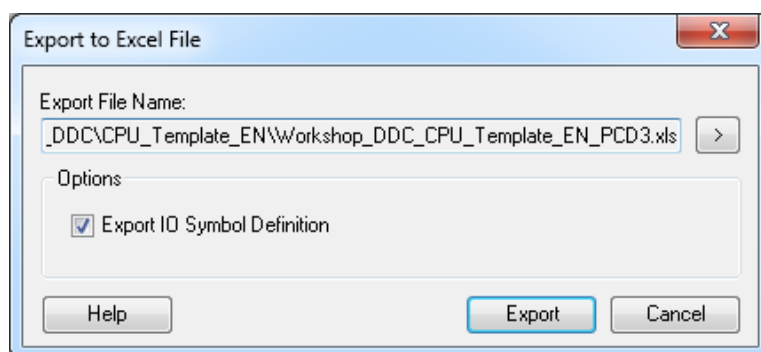 Export to Excel File
Export File Name:
_DDC\CPU_Template_EN\Workshop_DDC_CPU_Template_EN_PCD3.xls >
Options
Export IO Symbol Definition
Help Export Cancel